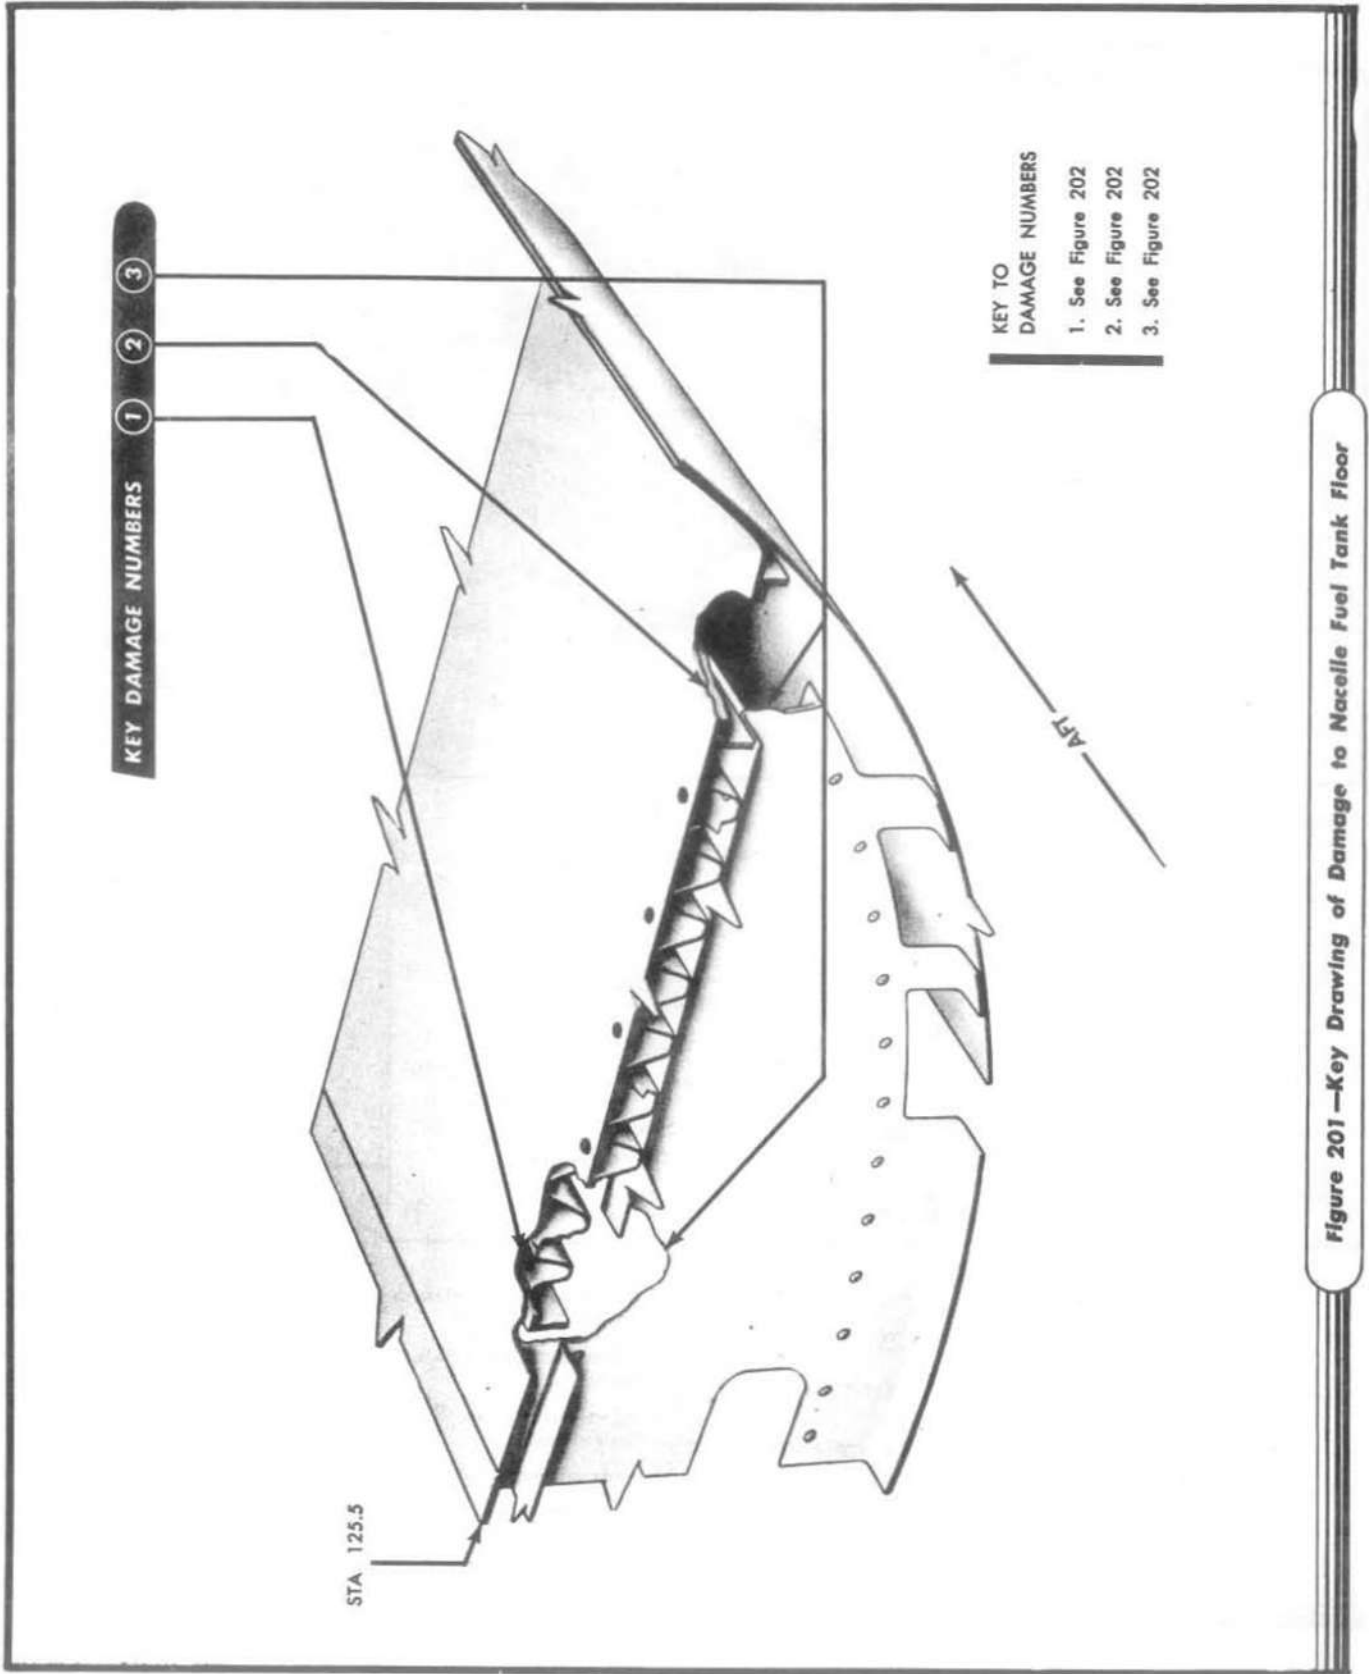 KEY DAMAGE NUMBERS 1 2 3
STA 125.5
AFT
KEY TO
DAMAGE NUMBERS
1. See Figure 202
2. See Figure 202
3. See Figure 202
Figure 201—Key Drawing of Damage to Nacelle Fuel Tank Floor